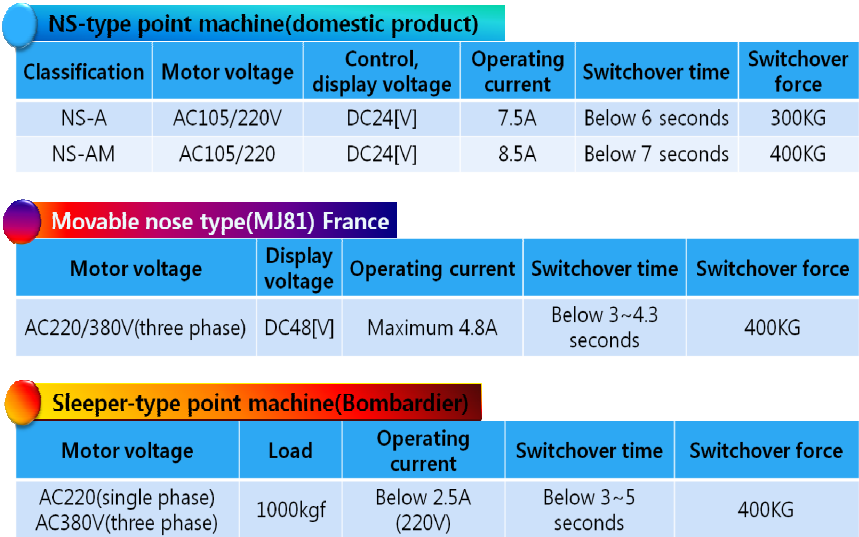 NS-type point machine(domestic product)
Classification Motor voltage Control, display voltage Operating current Switchover time Switchover force
NS-A AC105/220V DC24[V] 7.5A Below 6 seconds 300KG
NS-AM AC105/220 DC24[V] 8.5A Below 7 seconds 400KG
Movable nose type(MJ81) France
Motor voltage Display voltage Operating current Switchover time Switchover force
AC220/380V(three phase) DC48[V] Maximum 4.8A Below 3~4.3 seconds 400KG
Sleeper-type point machine(Bombardier)
Motor voltage Load Operating current Switchover time Switchover force
AC220(single phase) AC380V(three phase) 1000kgf Below 2.5A (220V) Below 3~5 seconds 400KG